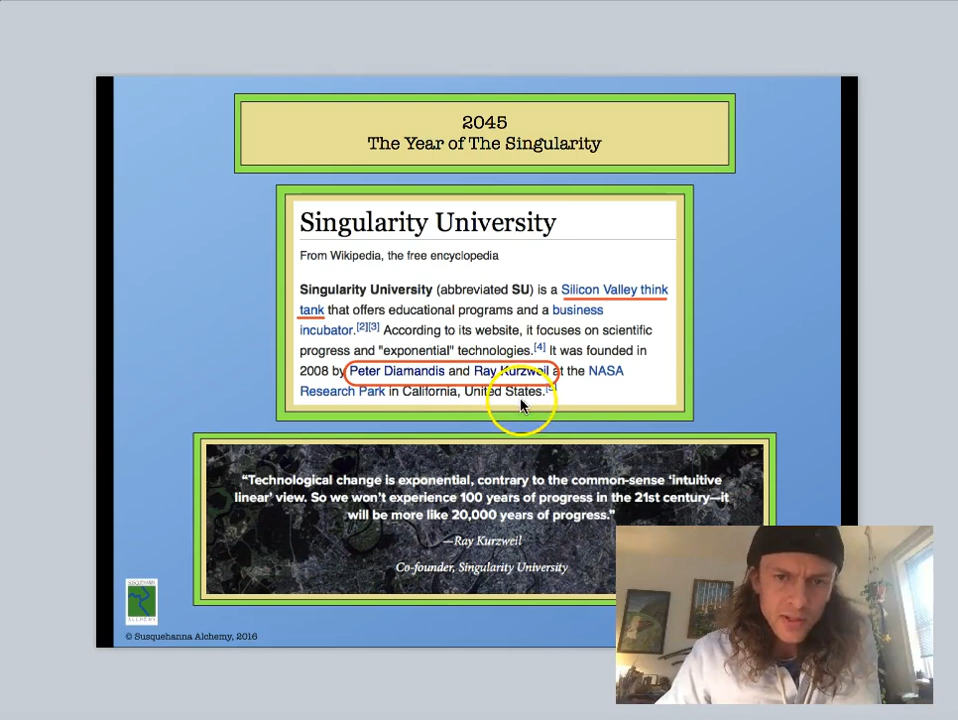 2045
The Year of The Singularity
Singularity University
From Wikipedia, the free encyclopedia
Singularity University (abbreviated SU) is a Silicon Valley think
tank that offers educational programs and a business
incubator.[2][3] According to its website, it focuses on scientific
progress and "exponential" technologies.[4] It was founded in
2008 by Peter Diamandis and Ray Kurzweil at the NASA
Research Park in California, United States.
“Technological change is exponential, contrary to the common-sense ‘intuitive
linear’ view. So we won’t experience 100 years of progress in the 21st century—it
will be more like 20,000 years of progress.”
—Ray Kurzweil
Co-founder, Singularity University
ALCHEMY
© Susquehanna Alchemy, 2016